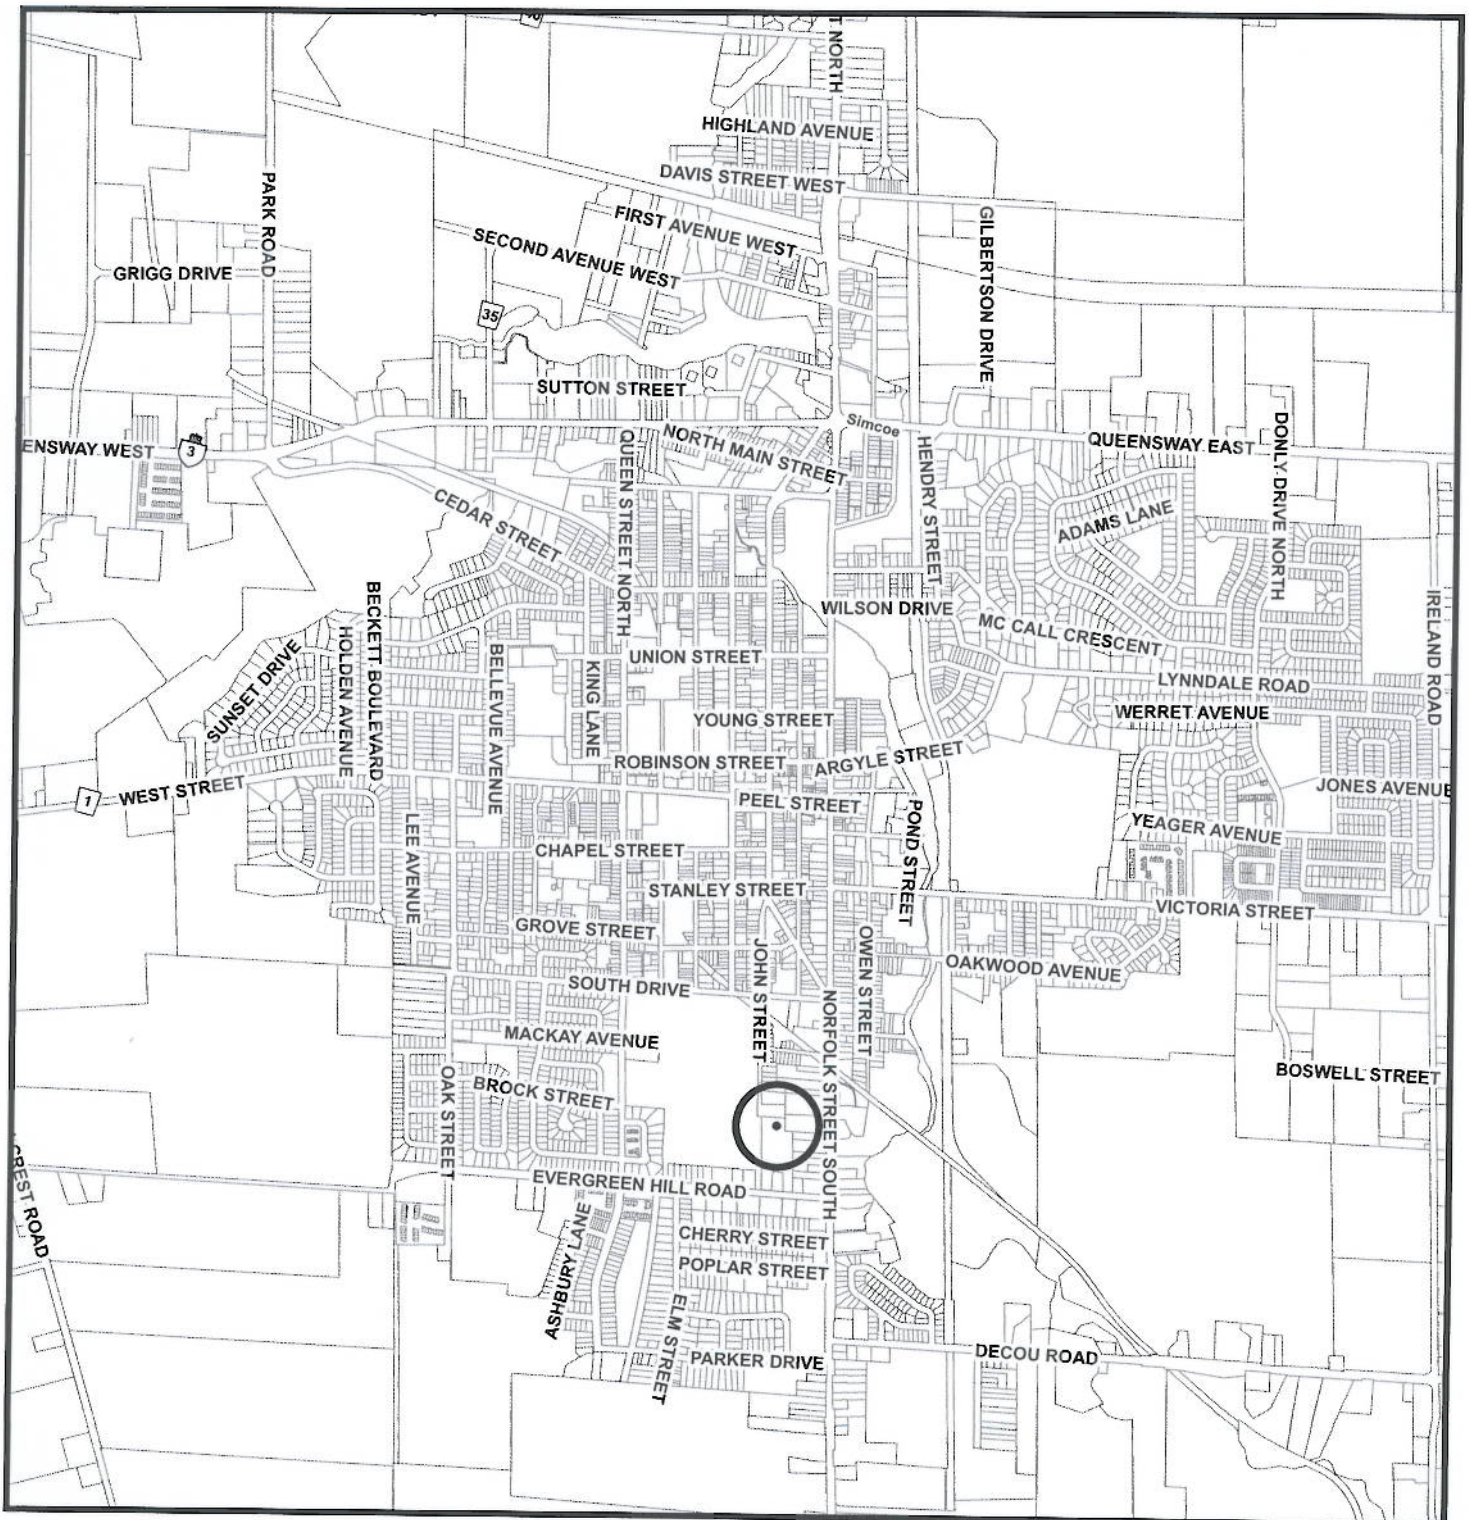 T NORTH
HIGHLAND AVENUE
DAVIS STREET WEST
PARK ROAD
FIRST AVENUE WEST
GILBERTSON DRIVE
SECOND AVENUE WEST
GRIGG DRIVE
35
SUTTON STREET
Simcoe
NORTH MAIN STREET
QUEENSWAY EAST
DONLY DRIVE NORTH
ENSWAY WEST
3
QUEEN STREET NORTH
HENDRY STREET
CEDAR STREET
ADAMS LANE
BECKETT BOULEVARD
WILSON DRIVE
IRELAND ROAD
MC CALL CRESCENT
HOLDEN AVENUE
SUNSET DRIVE
BELLEVUE AVENUE
UNION STREET
KING LANE
LYNNDALE ROAD
WERRET AVENUE
YOUNG STREET
ARGYLE STREET
ROBINSON STREET
WEST STREET
1
JONES AVENUE
PEEL STREET
POND STREET
LEE AVENUE
YEAGER AVENUE
CHAPEL STREET
STANLEY STREET
VICTORIA STREET
GROVE STREET
OWEN STREET
JOHN STREET
OAKWOOD AVENUE
SOUTH DRIVE
NORFOLK STREET SOUTH
MACKAY AVENUE
OAK STREET
BROCK STREET
BOSWELL STREET
CREST ROAD
EVERGREEN HILL ROAD
ASHBURY LANE
CHERRY STREET
POPLAR STREET
ELM STREET
PARKER DRIVE
DECOU ROAD